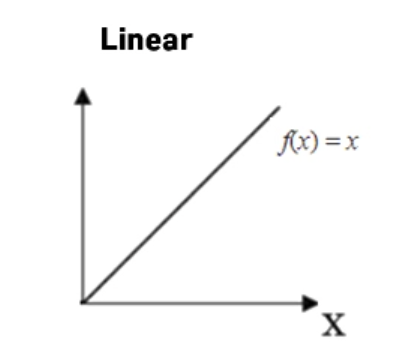 Linear
f(x) = x
X